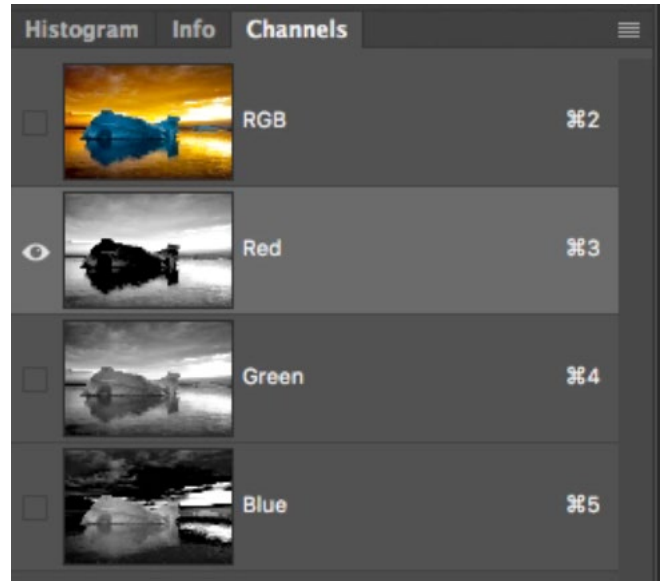 Histogram Info Channels
RGB ⌘2
Red ⌘3
Green ⌘4
Blue ⌘5